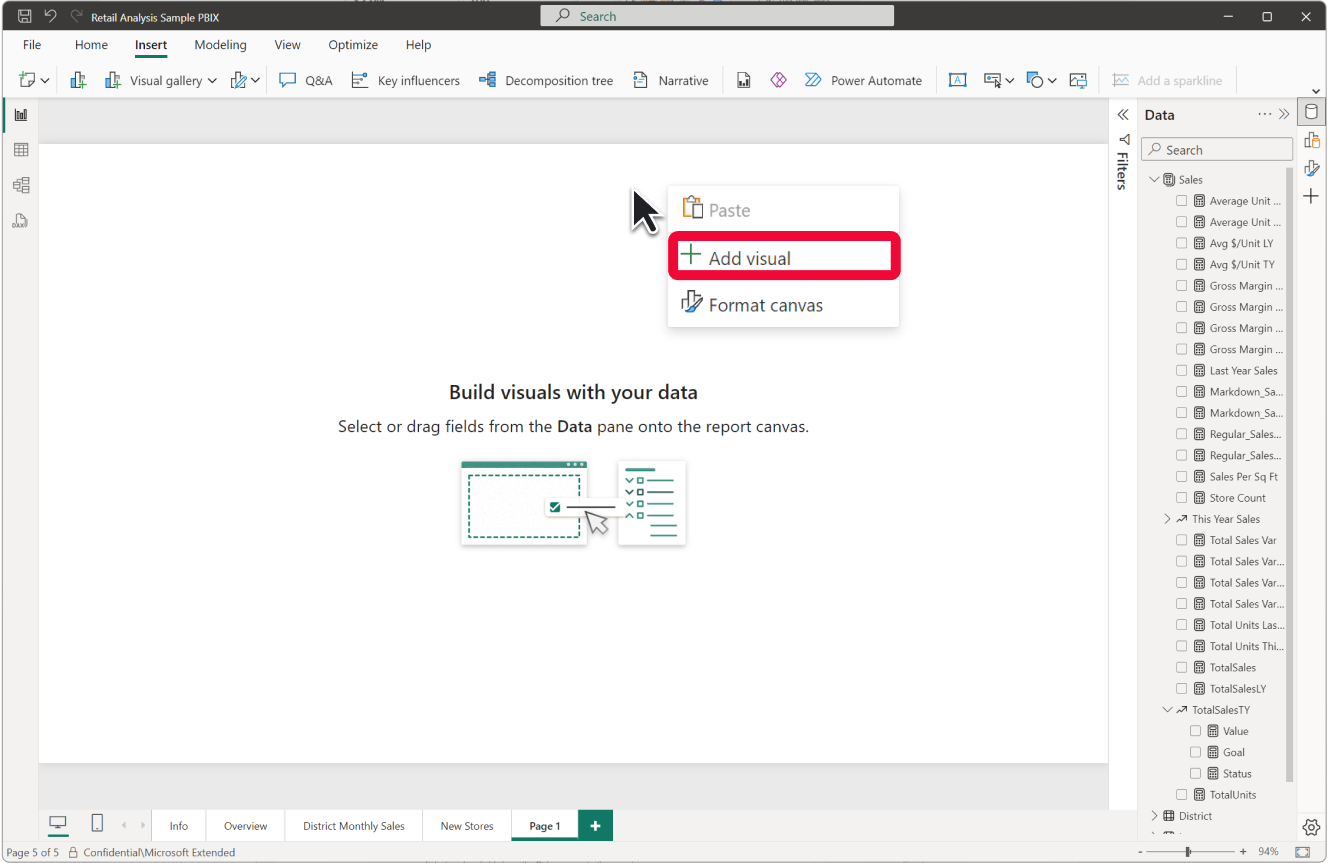 Retail Analysis Sample PBIX
Search
File Home Insert Modeling View Optimize Help
Visual gallery Q&A Key influencers Decomposition tree Narrative Power Automate Add a sparkline
Paste
Add visual
Format canvas
Build visuals with your data
Select or drag fields from the Data pane onto the report canvas.
Filters
Data
Search
Sales
Average Unit ...
Average Unit ...
Avg $/Unit LY
Avg $/Unit TY
Gross Margin ...
Gross Margin ...
Gross Margin ...
Gross Margin ...
Last Year Sales
Markdown_Sa...
Markdown_Sa...
Regular_Sales...
Regular_Sales...
Sales Per Sq Ft
Store Count
This Year Sales
Total Sales Var
Total Sales Var...
Total Sales Var...
Total Sales Var...
Total Units Las...
Total Units Thi...
TotalSales
TotalSalesLY
TotalSalesTY
Value
Goal
Status
TotalUnits
District
Info Overview District Monthly Sales New Stores Page 1
Page 5 of 5 Confidential\Microsoft Extended - + 94%